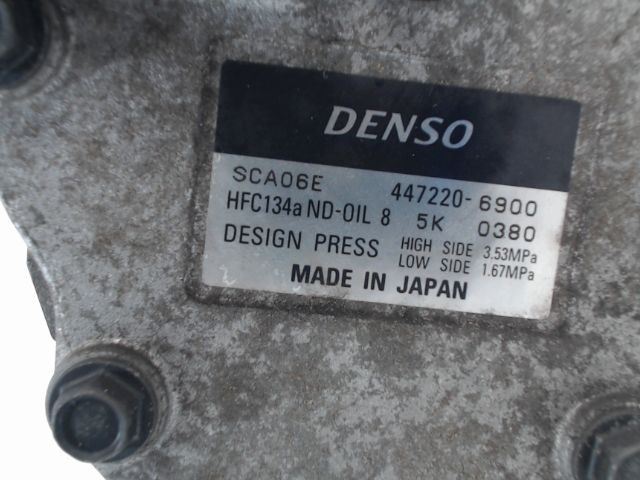 DENSO
SCA06E 447220-6900
HFC134a ND-OIL 8 5K 0380
DESIGN PRESS HIGH SIDE 3.53MPa
LOW SIDE 1.67MPa
MADE IN JAPAN